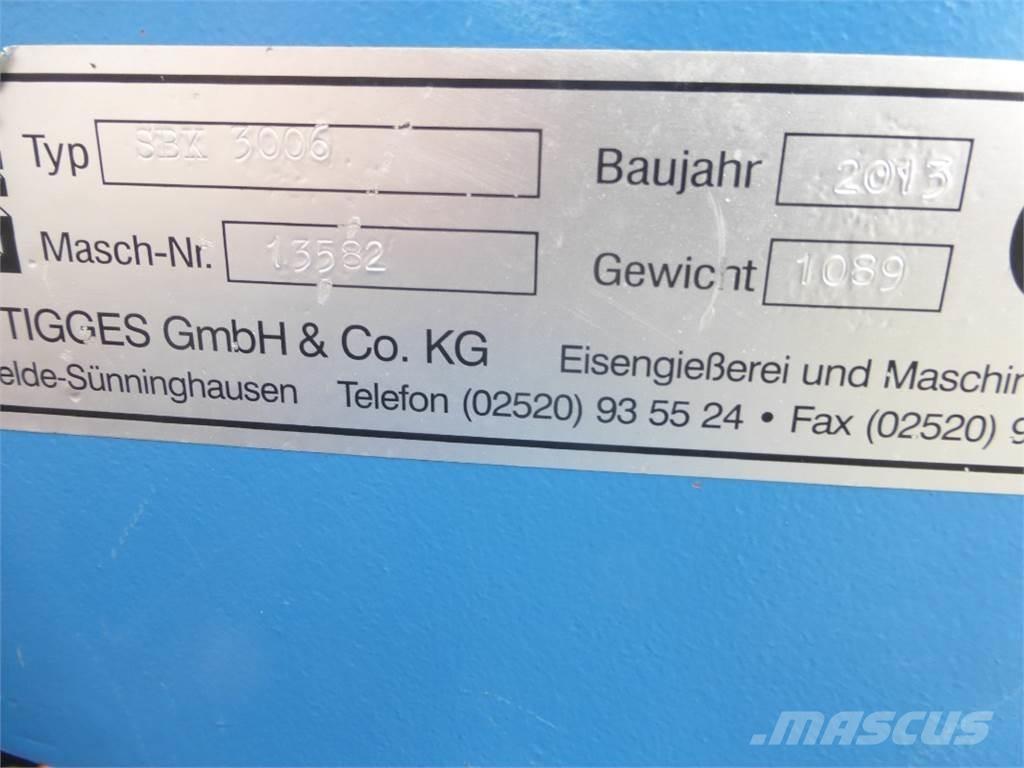 Typ SBK 3006 Baujahr 2013
Masch-Nr. 13582 Gewicht 1089
TIGGES GmbH & Co. KG Eisengießerei und Maschin
elde-Sünninghausen Telefon (02520) 93 55 24 • Fax (02520) 9
MASCUS